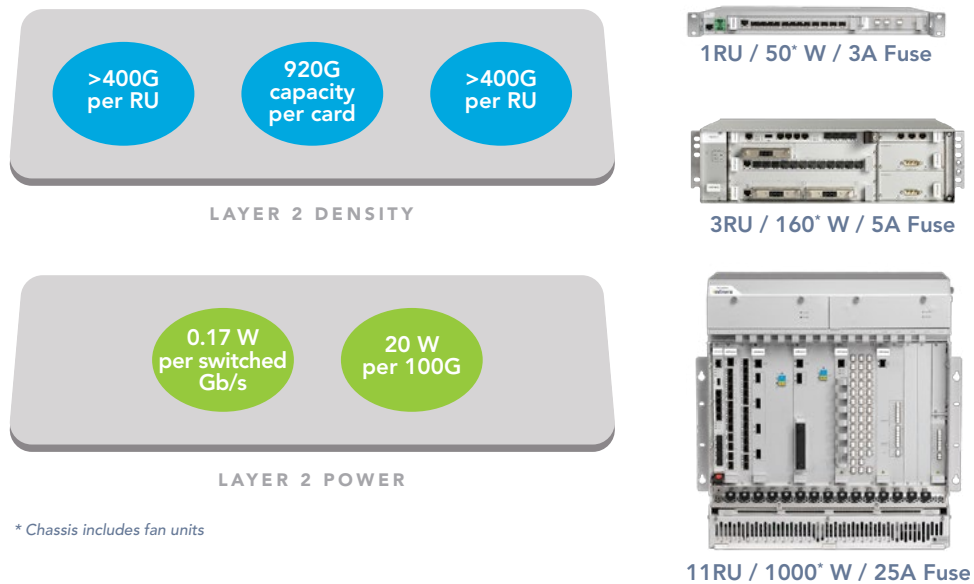 >400G
per RU
920G
capacity
per card
>400G
per RU
LAYER 2 DENSITY
0.17 W
per switched
Gb/s
20 W
per 100G
LAYER 2 POWER
* Chassis includes fan units
1RU / 50* W / 3A Fuse
3RU / 160* W / 5A Fuse
11RU / 1000* W / 25A Fuse